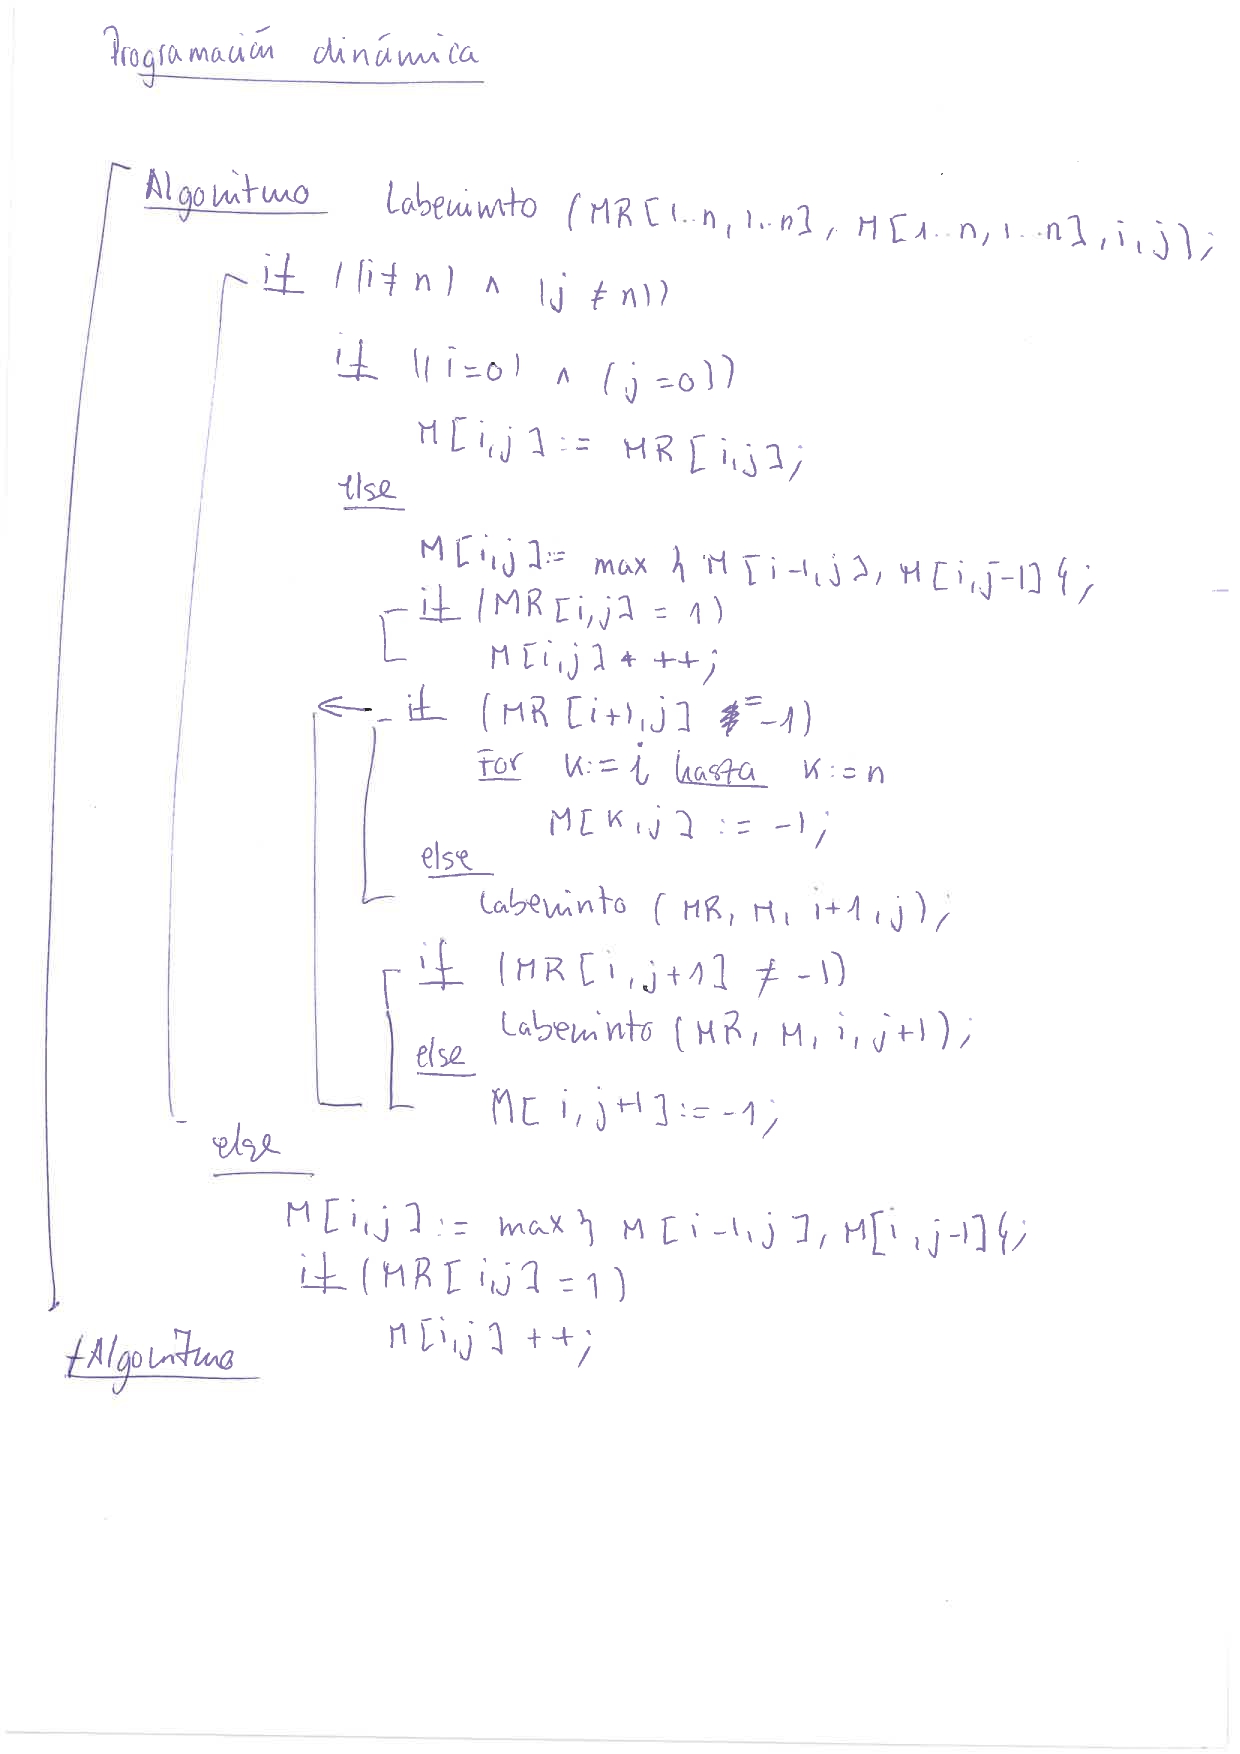 Programación dinámica
Algoritmo Laberinto (MR[1..n, 1..n], M[1..n, 1..n], i, j);
if ((i≠n) ∧ (j≠n))
if ((i=0) ∧ (j=0))
M[i,j] := MR[i,j];
else
M[i,j] := max { M[i-1,j], M[i,j-1] };
if (MR[i,j] = 1)
M[i,j] ++;
if (MR[i+1,j] = -1)
for k:=i hasta k:=n
M[k,j] := -1;
else
Laberinto (MR, M, i+1, j);
if (MR[i,j+1] ≠ -1)
Laberinto (MR, M, i, j+1);
else
M[i,j+1] := -1;
else
M[i,j] := max { M[i-1,j], M[i,j-1] };
if (MR[i,j] = 1)
M[i,j] ++;
fAlgoritmo